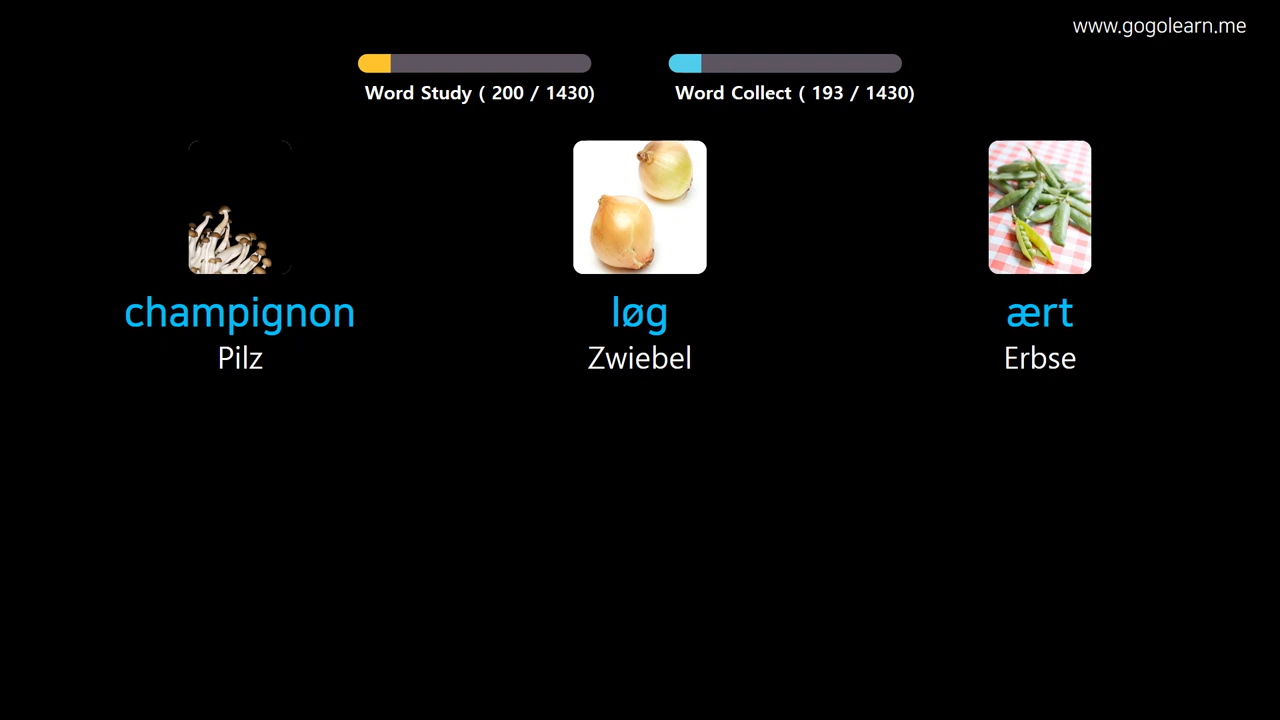 www.gogolearn.me
Word Study ( 200 / 1430)
Word Collect ( 193 / 1430)
champignon
Pilz
løg
Zwiebel
ært
Erbse